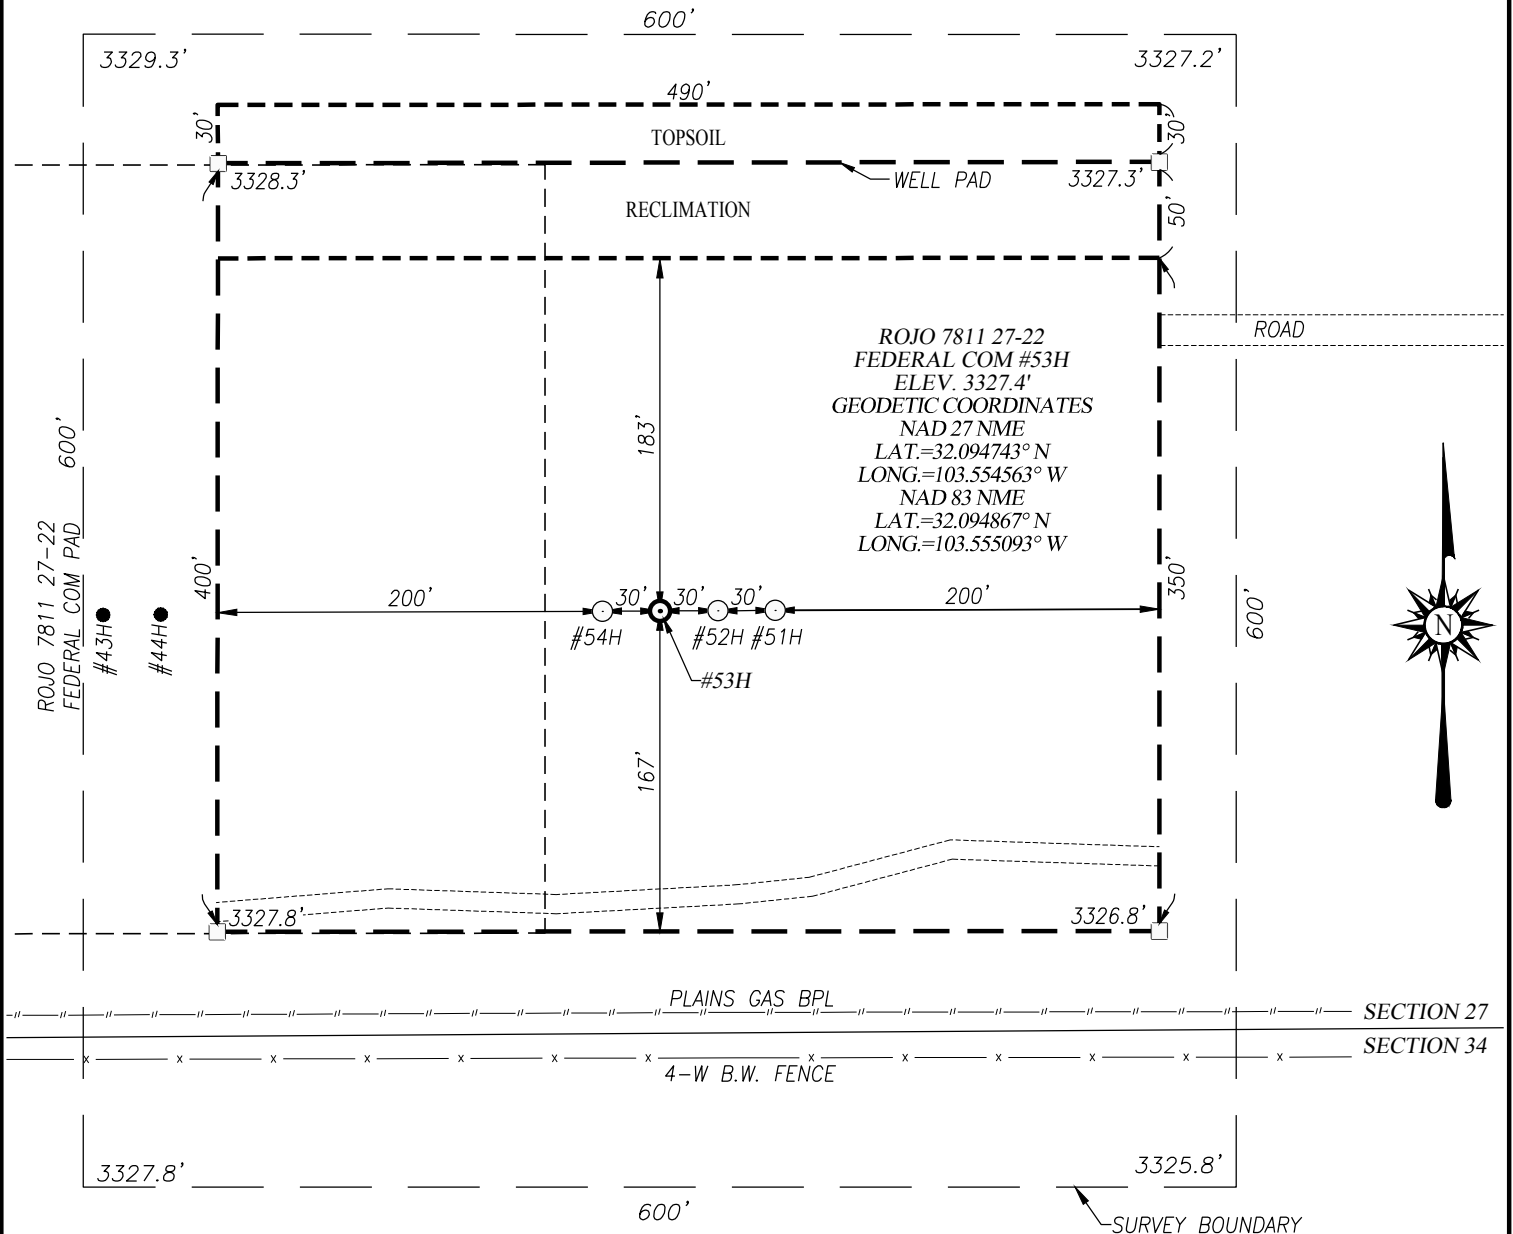 600'
3329.3'
3327.2'
490'
30'
TOPSOIL
30'
3328.3'
WELL PAD
3327.3'
RECLIMATION
50'
ROJO 7811 27-22
FEDERAL COM #53H
ELEV. 3327.4'
GEODETIC COORDINATES
NAD 27 NME
LAT.=32.094743° N
LONG.=103.554563° W
NAD 83 NME
LAT.=32.094867° N
LONG.=103.555093° W
ROAD
183'
600'
ROJO 7811 27-22
FEDERAL COM PAD
#43H
#44H
400'
200'
30'
30'
30'
200'
350'
600'
#54H
#52H
#51H
#53H
N
167'
3327.8'
3326.8'
PLAINS GAS BPL
SECTION 27
SECTION 34
4-W B.W. FENCE
3327.8'
3325.8'
600'
SURVEY BOUNDARY